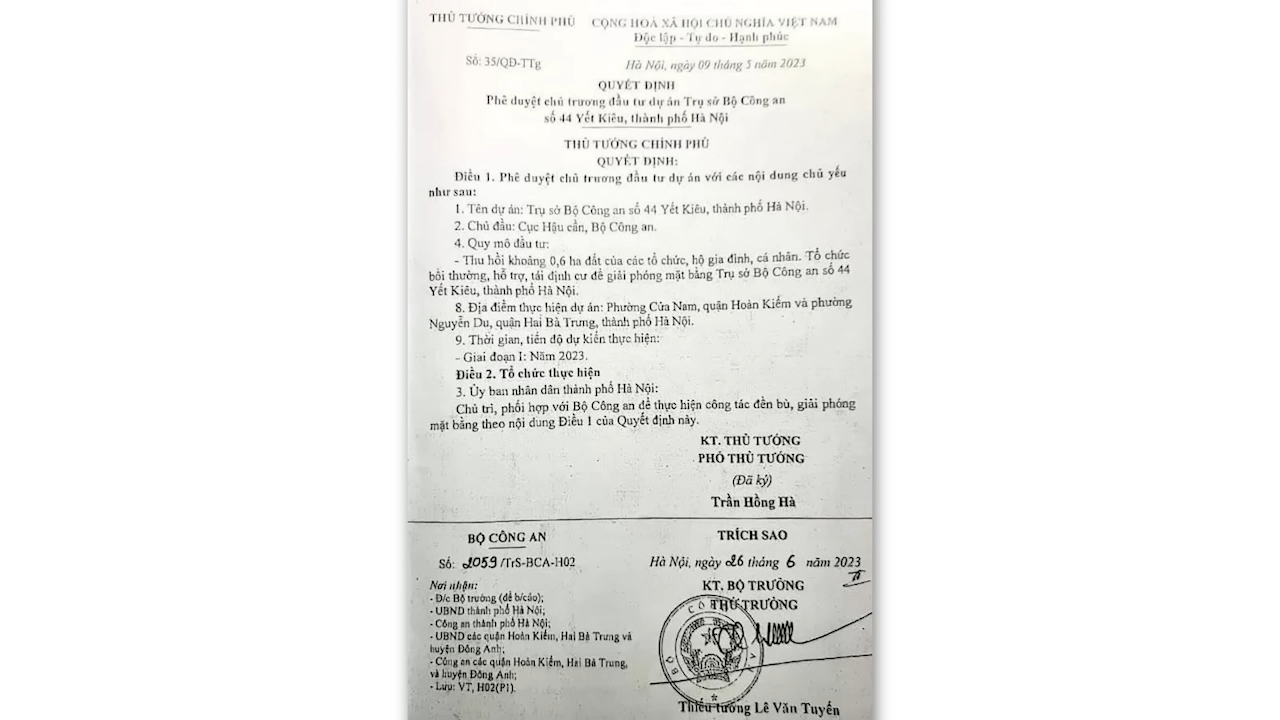 THỦ TƯỚNG CHÍNH PHỦ
CỘNG HOÀ XÃ HỘI CHỦ NGHĨA VIỆT NAM
Độc lập - Tự do - Hạnh phúc
Số: 35/QĐ-TTg
Hà Nội, ngày 09 tháng 5 năm 2023
QUYẾT ĐỊNH
Phê duyệt chủ trương đầu tư dự án Trụ sở Bộ Công an
số 44 Yết Kiêu, thành phố Hà Nội
THỦ TƯỚNG CHÍNH PHỦ
QUYẾT ĐỊNH:
Điều 1. Phê duyệt chủ trương đầu tư dự án với các nội dung chủ yếu
như sau:
1. Tên dự án: Trụ sở Bộ Công an số 44 Yết Kiêu, thành phố Hà Nội.
2. Chủ đầu: Cục Hậu cần, Bộ Công an.
4. Quy mô đầu tư:
- Thu hồi khoảng 0,6 ha đất của các tổ chức, hộ gia đình, cá nhân. Tổ chức
bồi thường, hỗ trợ, tái định cư để giải phóng mặt bằng Trụ sở Bộ Công an số 44
Yết Kiêu, thành phố Hà Nội.
8. Địa điểm thực hiện dự án: Phường Cửa Nam, quận Hoàn Kiếm và phường
Nguyễn Du, quận Hai Bà Trưng, thành phố Hà Nội.
9. Thời gian, tiến độ dự kiến thực hiện:
- Giai đoạn I: Năm 2023.
Điều 2. Tổ chức thực hiện
3. Ủy ban nhân dân thành phố Hà Nội:
Chủ trì, phối hợp với Bộ Công an để thực hiện công tác đền bù, giải phóng
mặt bằng theo nội dung Điều 1 của Quyết định này.
KT. THỦ TƯỚNG
PHÓ THỦ TƯỚNG
(Đã ký)
Trần Hồng Hà
BỘ CÔNG AN
Số: 2059/TrS-BCA-H02
Nơi nhận:
- Đ/c Bộ trưởng (để b/cáo);
- UBND thành phố Hà Nội;
- Công an thành phố Hà Nội;
- UBND các quận Hoàn Kiếm, Hai Bà Trưng và
huyện Đông Anh;
- Công an các quận Hoàn Kiếm, Hai Bà Trung,
và huyện Đông Anh;
- Lưu: VT, H02(P1).
TRÍCH SAO
Hà Nội, ngày 26 tháng 6 năm 2023
KT. BỘ TRƯỞNG
THỨ TRƯỞNG
Thiếu tướng Lê Văn Tuyến